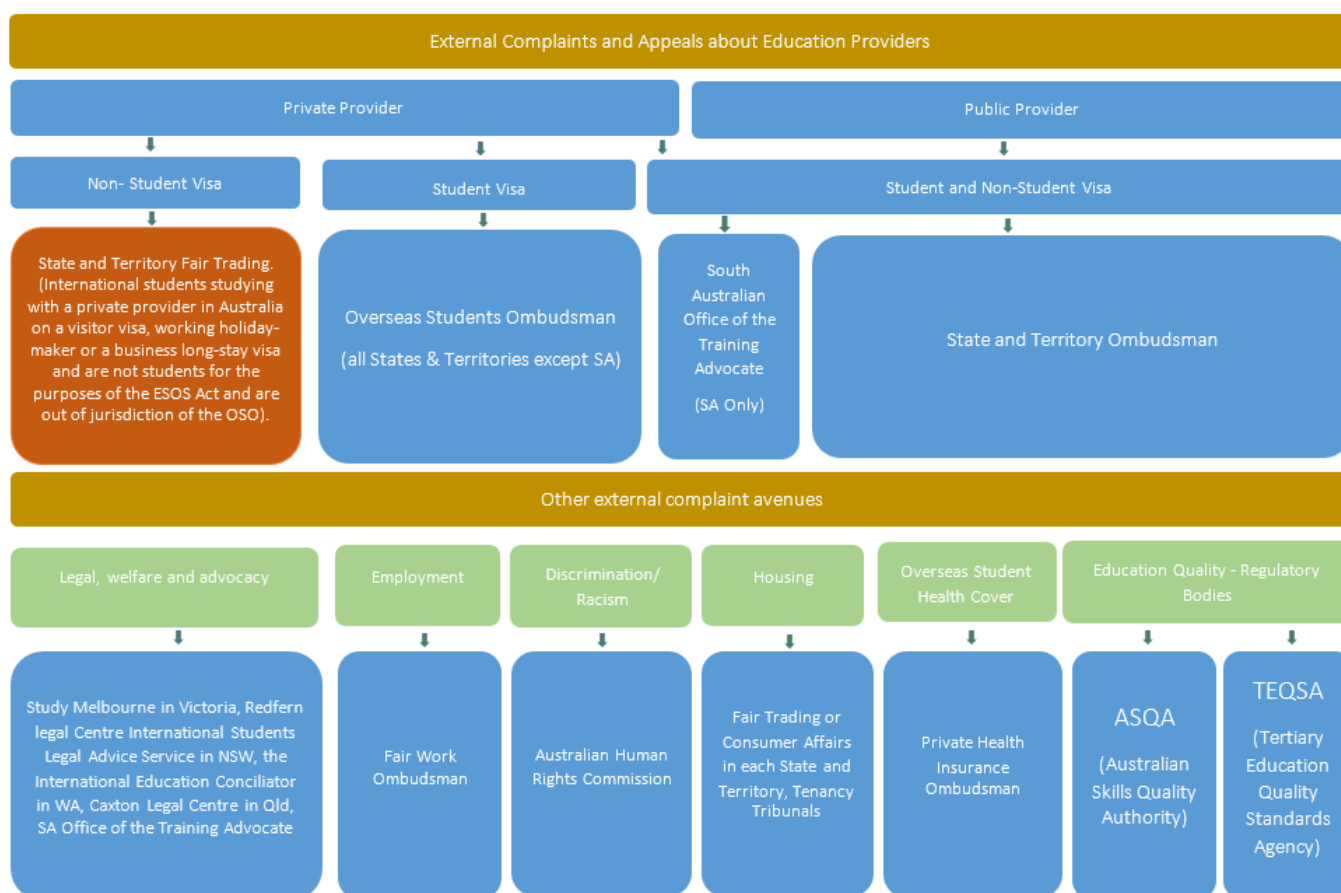 External Complaints and Appeals about Education Providers
Private Provider
Public Provider
Non- Student Visa
Student Visa
Student and Non-Student Visa
State and Territory Fair Trading.
(International students studying
with a private provider in Australia
on a visitor visa, working holiday-
maker or a business long-stay visa
and are not students for the
purposes of the ESOS Act and are
out of jurisdiction of the OSO).
Overseas Students Ombudsman
(all States & Territories except SA)
South
Australian
Office of the
Training
Advocate
(SA Only)
State and Territory Ombudsman
Other external complaint avenues
Legal, welfare and advocacy
Employment
Discrimination/
Racism
Housing
Overseas Student
Health Cover
Education Quality - Regulatory
Bodies
Study Melbourne in Victoria, Redfern
legal Centre International Students
Legal Advice Service in NSW, the
International Education Conciliator
in WA, Caxton Legal Centre in Qld,
SA Office of the Training Advocate
Fair Work
Ombudsman
Australian Human
Rights Commission
Fair Trading or
Consumer Affairs
in each State and
Territory, Tenancy
Tribunals
Private Health
Insurance
Ombudsman
ASQA
(Australian
Skills Quality
Authority)
TEQSA
(Tertiary
Education
Quality
Standards
Agency)